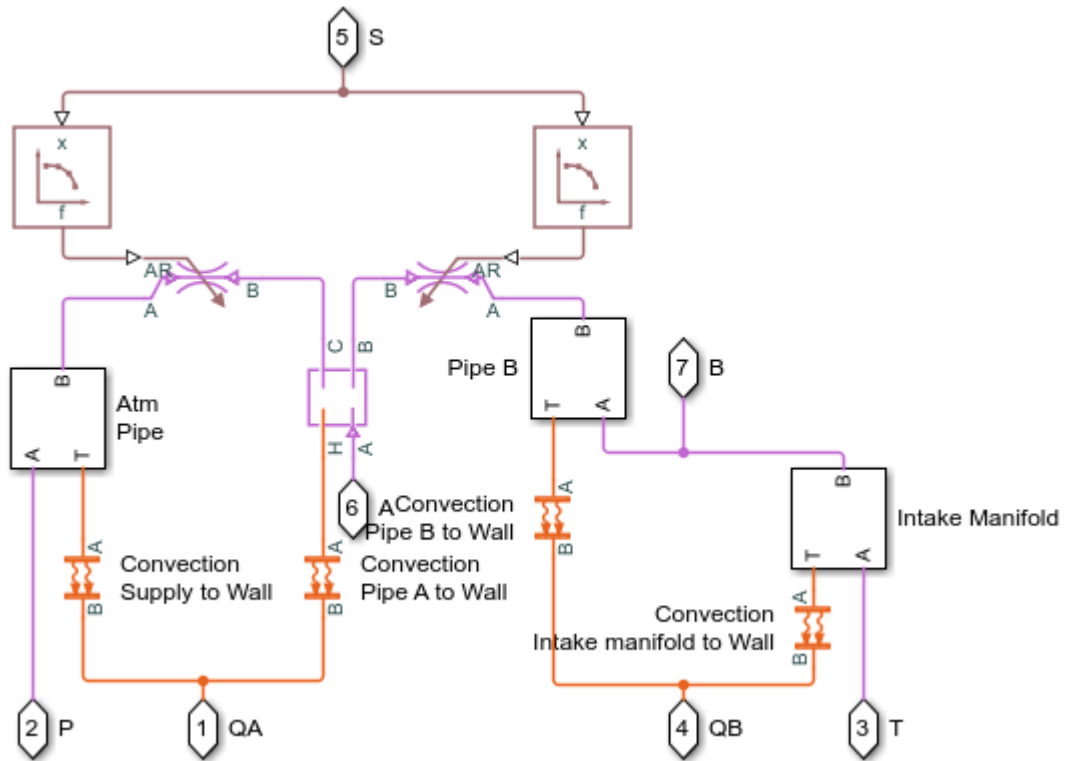 5 S
x
f
x
f
AR
A
B
B
AR
A
C
B
H
A
B
Atm
Pipe
A
T
Pipe B
B
T
A
7 B
6 A
B
Intake Manifold
T
A
A
Convection
Supply to Wall
B
A
Convection
Pipe A to Wall
B
Convection
Pipe B to Wall
A
B
Convection
Intake manifold to Wall
A
B
2 P
1 QA
4 QB
3 T